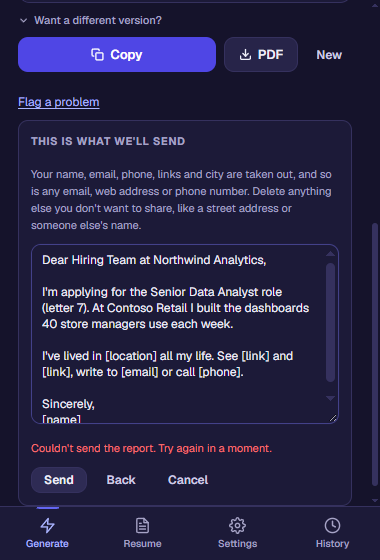 Want a different version?
Copy
PDF
New
Flag a problem
THIS IS WHAT WE'LL SEND
Your name, email, phone, links and city are taken out, and so
is any email, web address or phone number. Delete anything
else you don't want to share, like a street address or
someone else's name.
Dear Hiring Team at Northwind Analytics,
I'm applying for the Senior Data Analyst role
(letter 7). At Contoso Retail I built the dashboards
40 store managers use each week.
I've lived in [location] all my life. See [link] and
[link], write to [email] or call [phone].
Sincerely,
[name]
Couldn't send the report. Try again in a moment.
Send
Back
Cancel
Generate
Resume
Settings
History